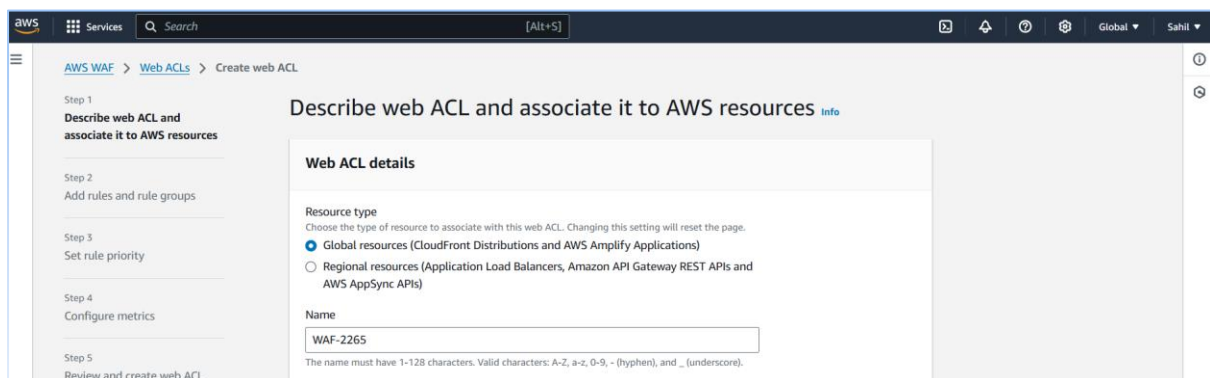 aws Services Search [Alt+S] Global Sahil
AWS WAF > Web ACLs > Create web ACL
Step 1
Describe web ACL and
associate it to AWS resources
Step 2
Add rules and rule groups
Step 3
Set rule priority
Step 4
Configure metrics
Step 5
Review and create web ACL
Describe web ACL and associate it to AWS resources Info
Web ACL details
Resource type
Choose the type of resource to associate with this web ACL. Changing this setting will reset the page.
Global resources (CloudFront Distributions and AWS Amplify Applications)
Regional resources (Application Load Balancers, Amazon API Gateway REST APIs and
AWS AppSync APIs)
Name
WAF-2265
The name must have 1-128 characters. Valid characters: A-Z, a-z, 0-9, - (hyphen), and _ (underscore).